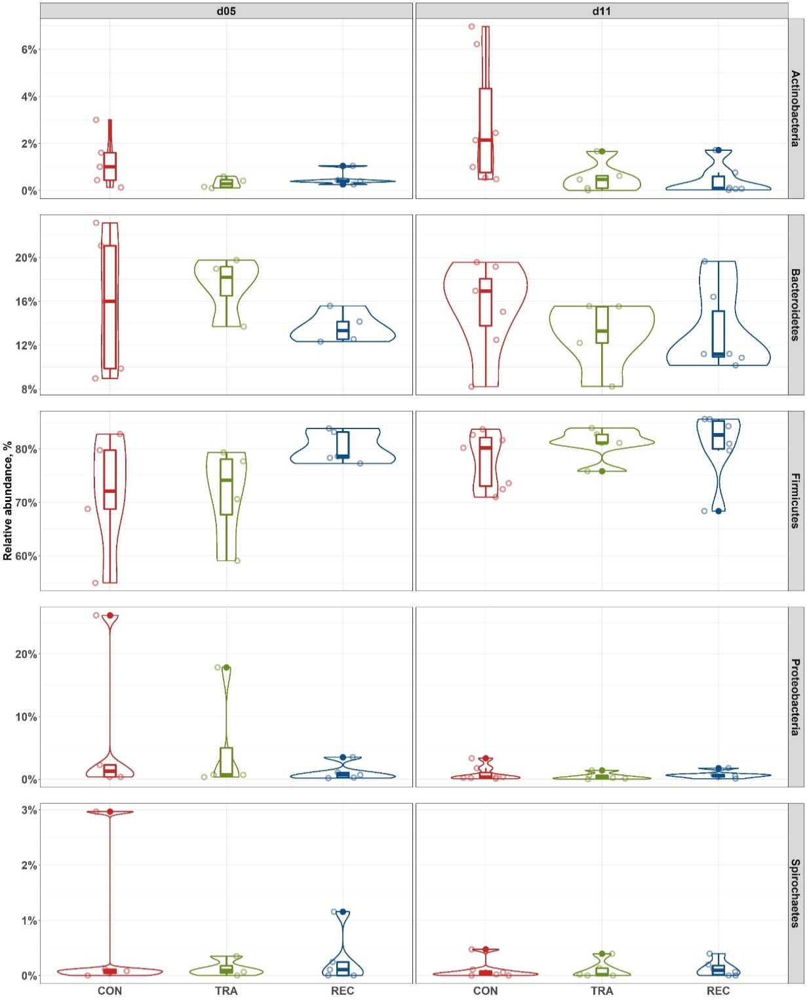 d05 d11
6%
4%
2%
0%
Actinobacteria
20%
16%
12%
8%
Bacteroidetes
Relative abundance, %
80%
70%
60%
Firmicutes
20%
10%
0%
Proteobacteria
3%
2%
1%
0%
Spirochaetes
CON TRA REC CON TRA REC